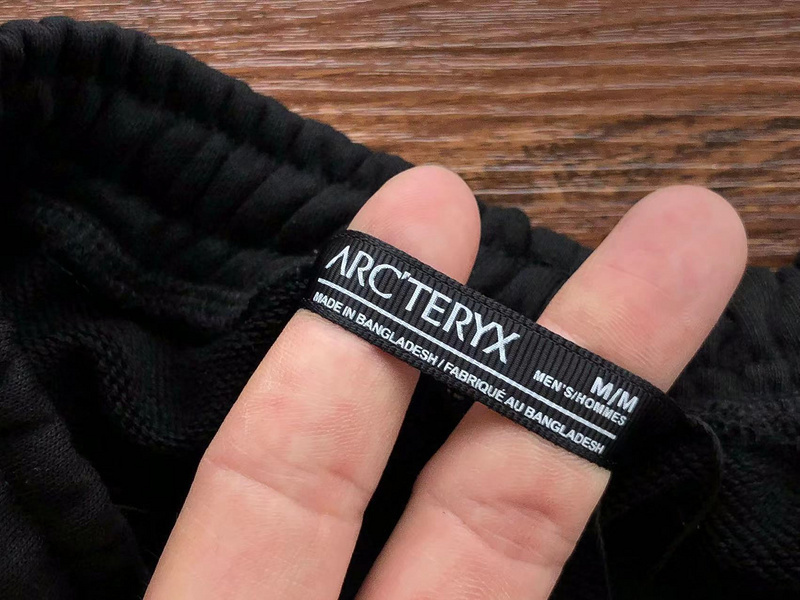 ARC'TERYX
M/M
MEN'S/HOMMES
MADE IN BANGLADESH / FABRIQUÉ AU BANGLADESH